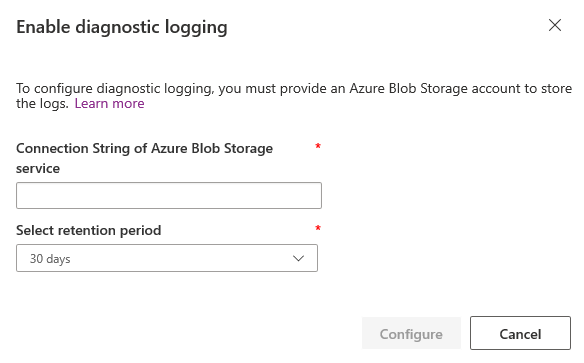 Enable diagnostic logging
To configure diagnostic logging, you must provide an Azure Blob Storage account to store
the logs. Learn more
Connection String of Azure Blob Storage *
service
Select retention period *
30 days
Configure Cancel